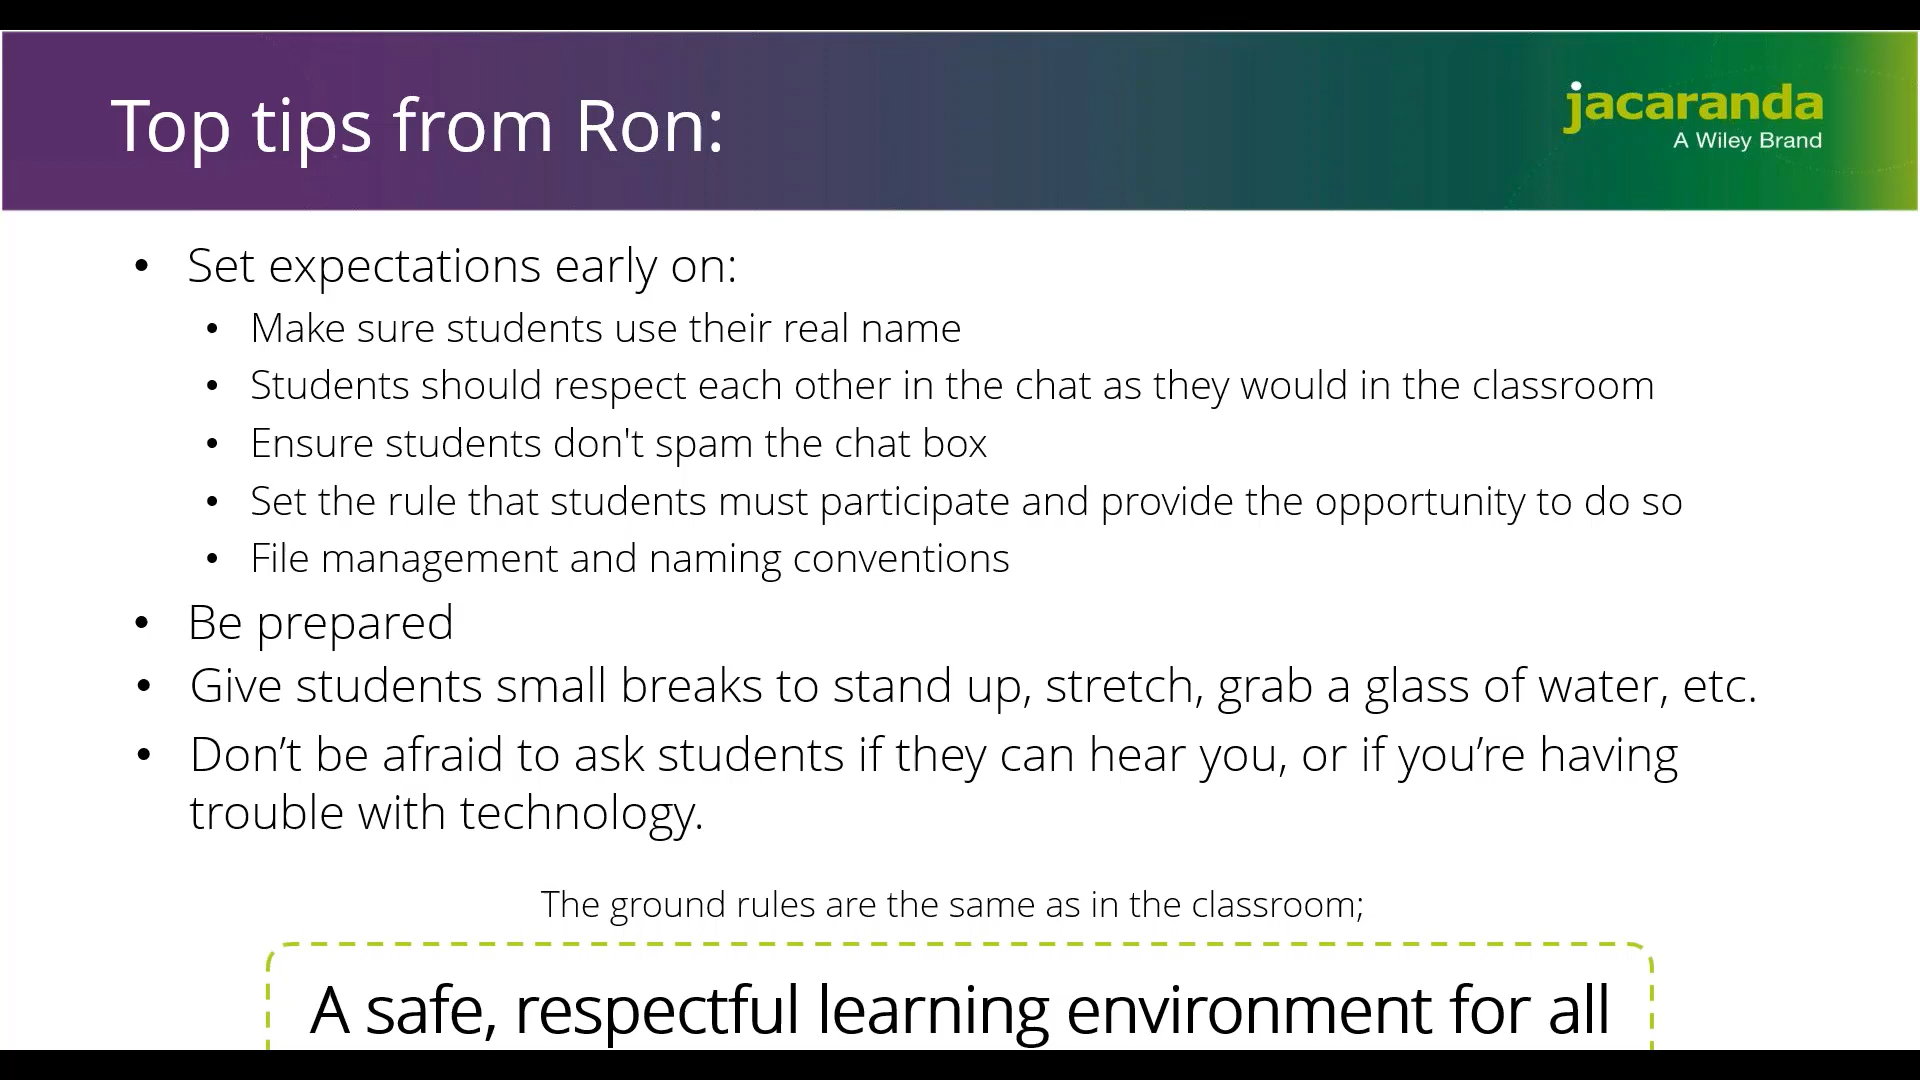 Top tips from Ron:
jacaranda
A Wiley Brand
• Set expectations early on:
• Make sure students use their real name
• Students should respect each other in the chat as they would in the classroom
• Ensure students don't spam the chat box
• Set the rule that students must participate and provide the opportunity to do so
• File management and naming conventions
• Be prepared
• Give students small breaks to stand up, stretch, grab a glass of water, etc.
• Don’t be afraid to ask students if they can hear you, or if you’re having
trouble with technology.
The ground rules are the same as in the classroom;
A safe, respectful learning environment for all